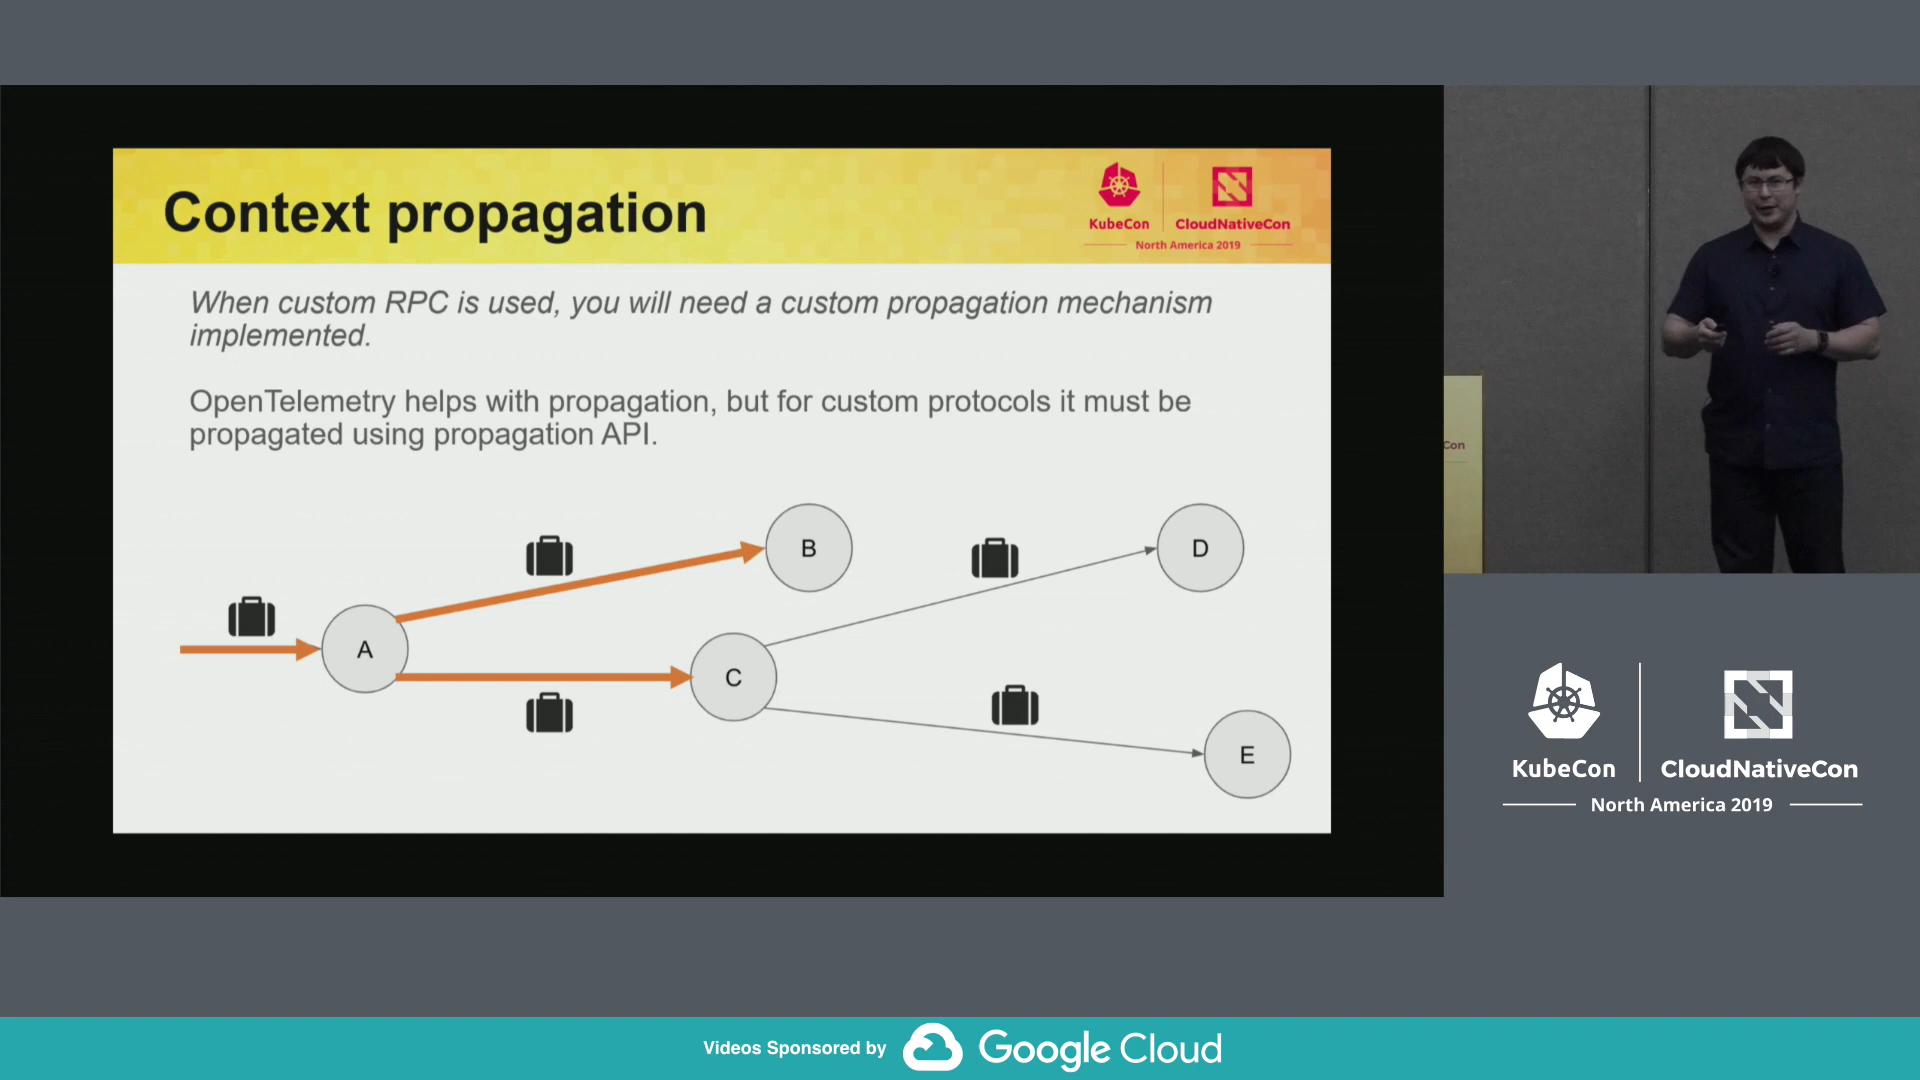 Context propagation
KubeCon
CloudNativeCon
North America 2019
When custom RPC is used, you will need a custom propagation mechanism
implemented.
OpenTelemetry helps with propagation, but for custom protocols it must be
propagated using propagation API.
B
D
A
C
E
Con
KubeCon
CloudNativeCon
North America 2019
Videos Sponsored by
Google Cloud